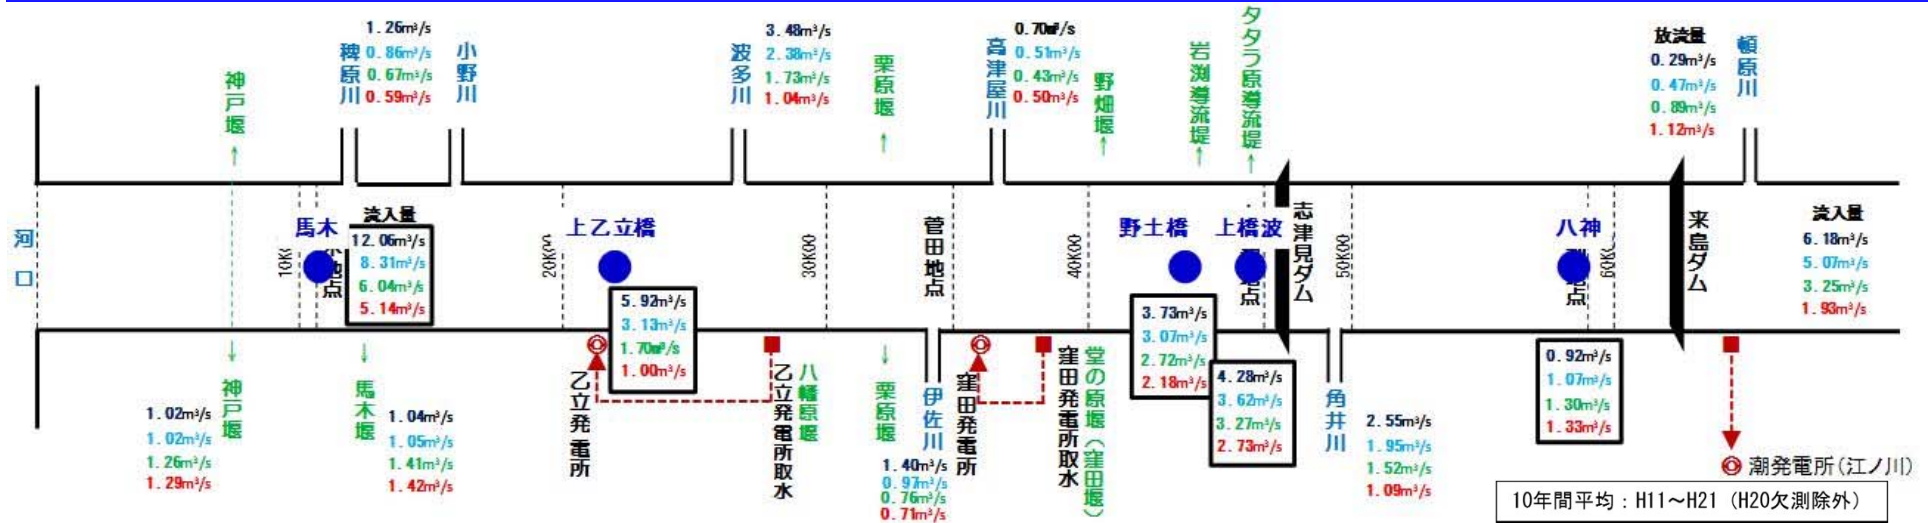 神戸堰
稗原川
1.26m³/s
0.86m³/s
0.67m³/s
0.59m³/s
小野川
波多川
3.48m³/s
2.38m³/s
1.73m³/s
1.04m³/s
栗原堰
高津屋川
0.70m³/s
0.51m³/s
0.43m³/s
0.50m³/s
野畑堰
岩渕導流堤
タタラ原導流堤
放流量
0.29m³/s
0.47m³/s
0.89m³/s
1.12m³/s
頓原川
河口
10K00
馬木
地点
流入量
12.06m³/s
8.31m³/s
6.04m³/s
5.14m³/s
20K00
上乙立橋
5.92m³/s
3.13m³/s
1.70m³/s
1.00m³/s
30K00
菅田地点
40K00
野土橋
3.73m³/s
3.07m³/s
2.72m³/s
2.18m³/s
上橋波
地点
4.28m³/s
3.62m³/s
3.27m³/s
2.73m³/s
志津見ダム
50K00
八神
地点
60K0
0.92m³/s
1.07m³/s
1.30m³/s
1.33m³/s
来島ダム
流入量
6.18m³/s
5.07m³/s
3.25m³/s
1.93m³/s
1.02m³/s
1.02m³/s
1.26m³/s
1.29m³/s
神戸堰
馬木堰
1.04m³/s
1.05m³/s
1.41m³/s
1.42m³/s
乙立発電所
乙立発電所取水
八幡原堰
栗原堰
伊佐川
1.40m³/s
0.97m³/s
0.76m³/s
0.71m³/s
窪田発電所
窪田発電所取水
堂の原堰(窪田堰)
角井川
2.55m³/s
1.95m³/s
1.52m³/s
1.09m³/s
潮発電所(江ノ川)
10年間平均：H11～H21（H20欠測除外）